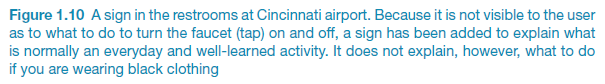 Figure 1.10 A sign in the restrooms at Cincinnati airport. Because it is not visible to the user
as to what to do to turn the faucet (tap) on and off, a sign has been added to explain what
is normally an everyday and well-learned activity. It does not explain, however, what to do
if you are wearing black clothing